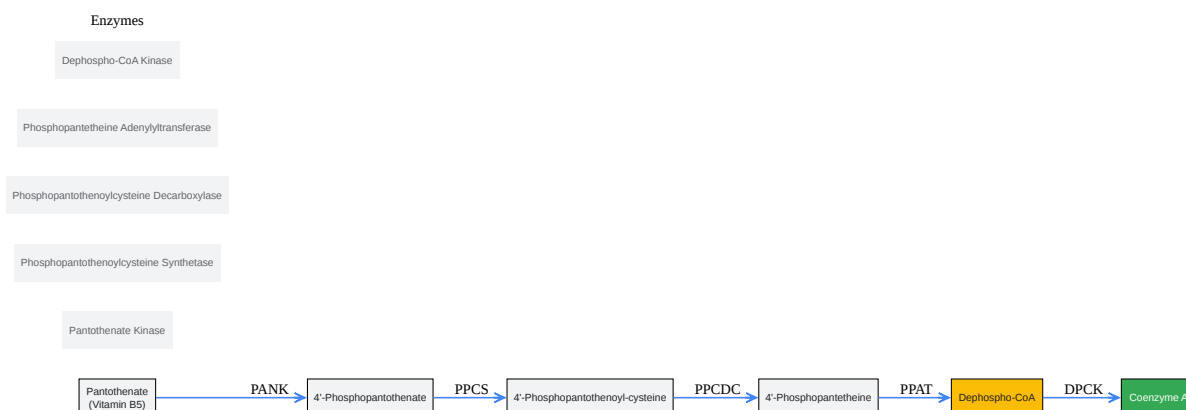 Enzymes
Dephospho-CoA Kinase
Phosphopantetheine Adenylyltransferase
Phosphopantothenoylcysteine Decarboxylase
Phosphopantothenoylcysteine Synthetase
Pantothenate Kinase
Pantothenate
(Vitamin B5)
PANK
4'-Phosphopantothenate
PPCS
4'-Phosphopantothenoyl-cysteine
PPCDC
4'-Phosphopantetheine
PPAT
Dephospho-CoA
DPCK
Coenzyme A